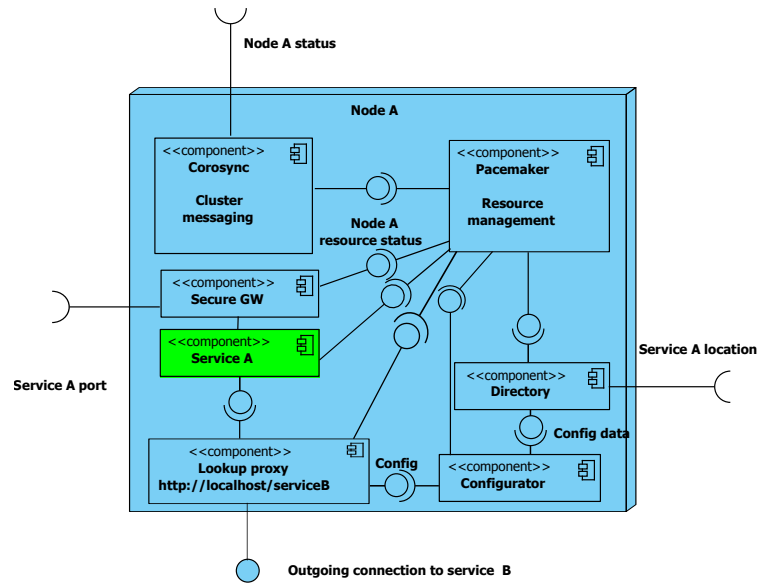 Node A status
Node A
<<component>>
Corosync
Cluster
messaging
<<component>>
Pacemaker
Resource
management
Node A
resource status
<<component>>
Secure GW
<<component>>
Service A
Service A port
<<component>>
Directory
Service A location
Config data
<<component>>
Lookup proxy
http://localhost/serviceB
Config
<<component>>
Configurator
Outgoing connection to service B